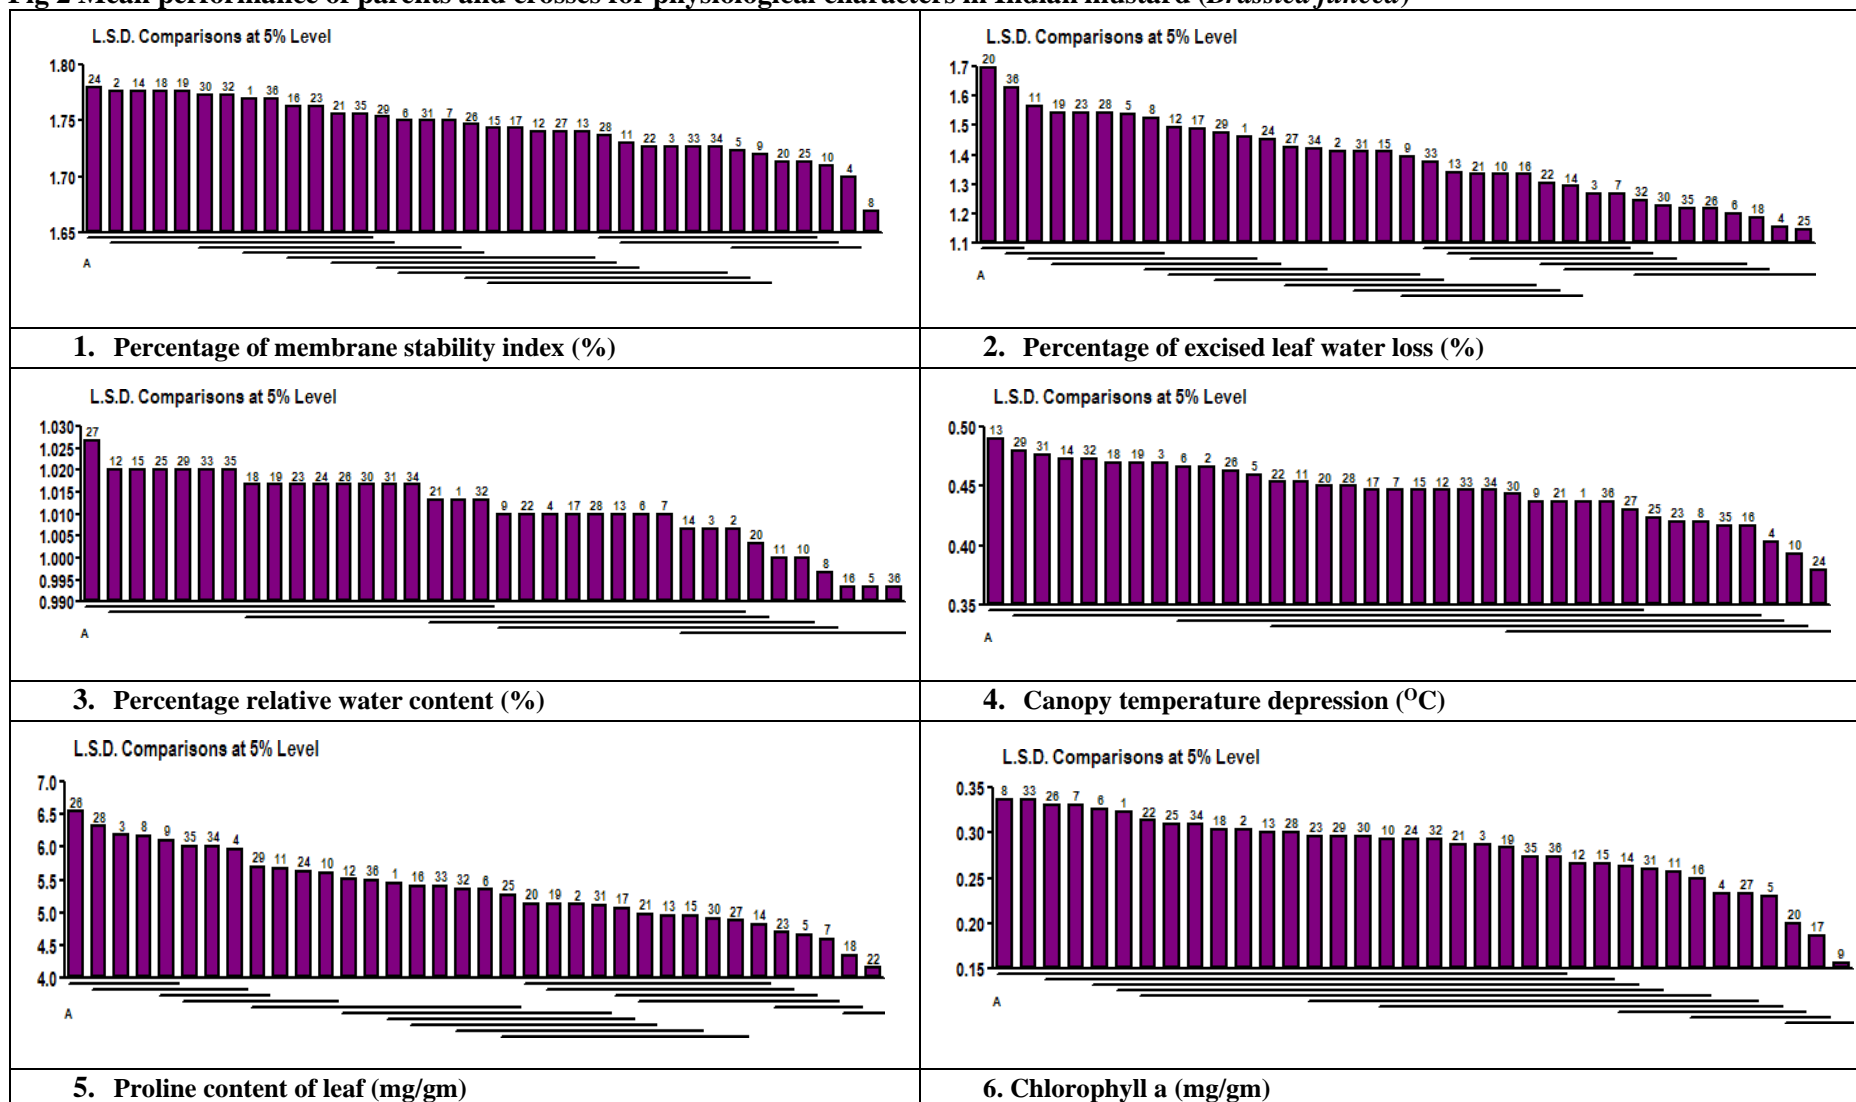 Fig 2 Mean performance of parents and crosses for physiological characters in Indian mustard (Brassica juncea)
L.S.D. Comparisons at 5% Level
1.80
1.75
1.70
1.65
24 2 14 18 19 30 32 1 36 16 23 21 35 29 6 31 7 26 15 17 12 27 13 28 11 22 3 33 34 5 9 20 25 10 4 8
A
1. Percentage of membrane stability index (%)
L.S.D. Comparisons at 5% Level
1.7
1.6
1.5
1.4
1.3
1.2
1.1
20 36 11 19 23 28 5 8 12 17 29 1 24 27 34 2 31 15 9 33 13 21 10 16 22 14 3 7 32 30 35 26 6 18 4 25
A
2. Percentage of excised leaf water loss (%)
L.S.D. Comparisons at 5% Level
1.030
1.025
1.020
1.015
1.010
1.005
1.000
0.995
0.990
27 12 15 25 29 33 35 18 19 23 24 26 30 31 34 21 1 32 9 22 4 17 28 13 6 7 14 3 2 20 11 10 8 16 5 36
A
3. Percentage relative water content (%)
L.S.D. Comparisons at 5% Level
0.50
0.45
0.40
0.35
13 29 31 14 32 18 19 3 6 2 26 5 22 11 20 28 17 7 15 12 33 34 30 9 21 1 36 27 25 23 8 35 16 4 10 24
A
4. Canopy temperature depression (OC)
L.S.D. Comparisons at 5% Level
7.0
6.5
6.0
5.5
5.0
4.5
4.0
26 28 3 8 9 35 34 4 29 11 24 10 12 36 1 16 33 32 6 25 20 19 2 31 17 21 13 15 30 27 14 23 5 7 18 22
A
5. Proline content of leaf (mg/gm)
L.S.D. Comparisons at 5% Level
0.35
0.30
0.25
0.20
0.15
8 33 26 7 6 1 22 25 34 18 2 13 28 23 29 30 10 24 32 21 3 19 35 36 12 15 14 31 11 16 4 27 5 20 17 9
A
6. Chlorophyll a (mg/gm)